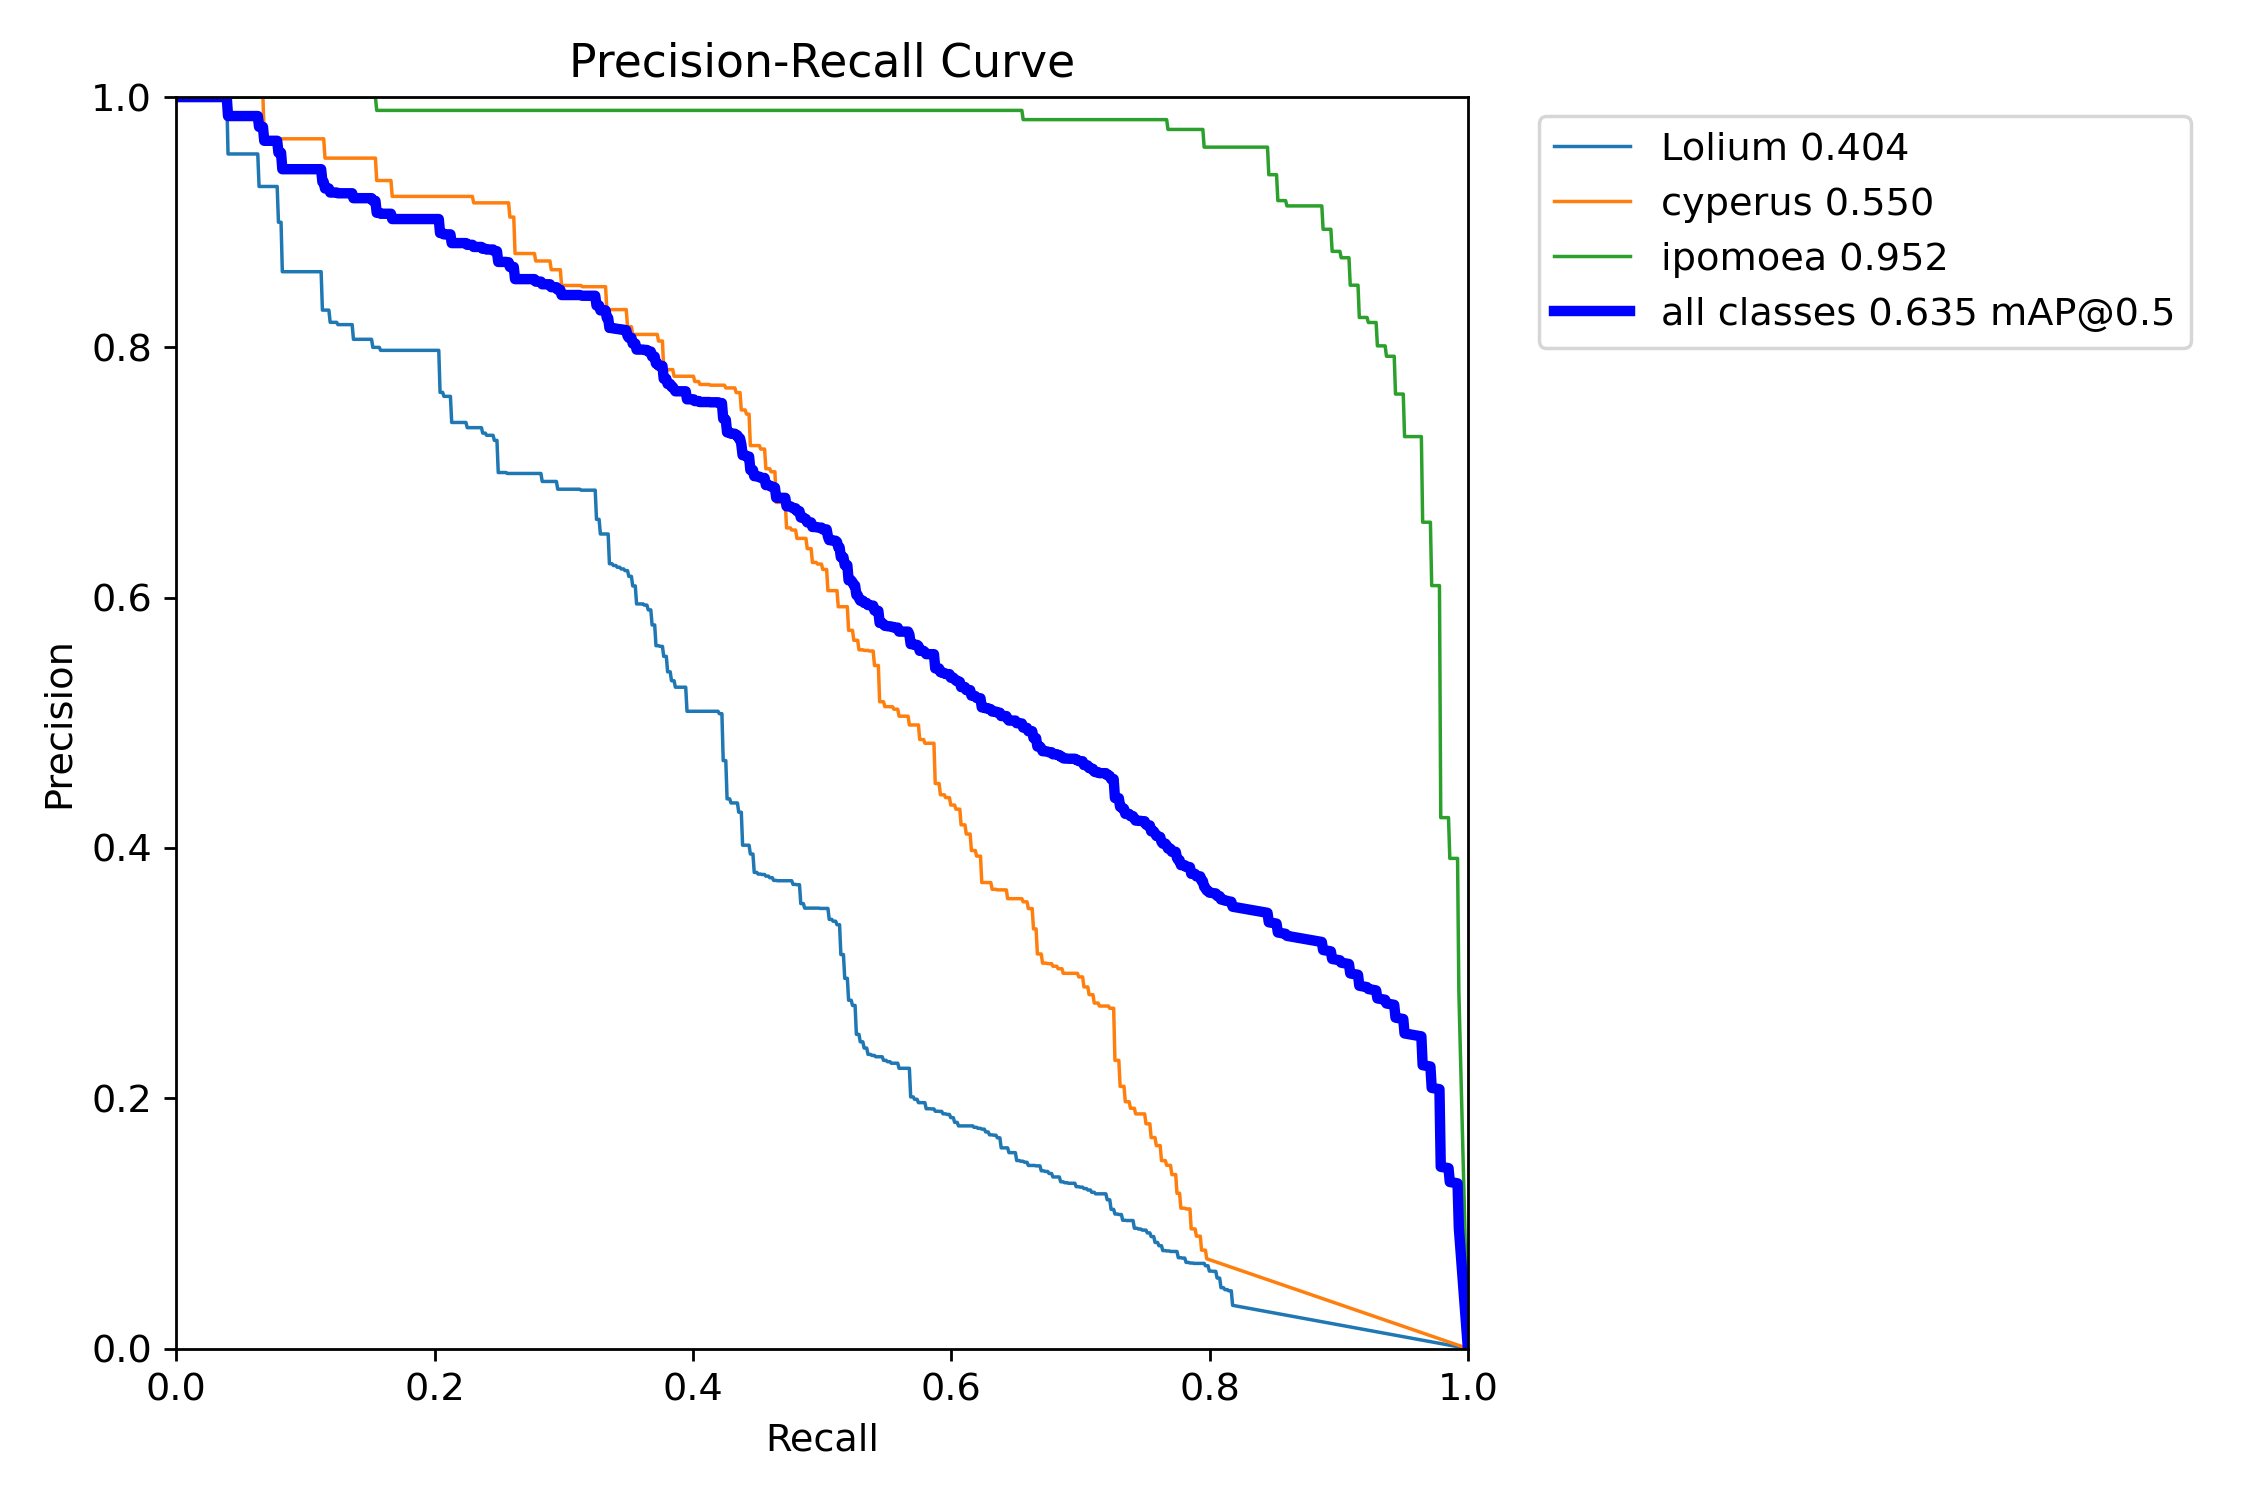 Precision-Recall Curve
1.0
0.8
0.6
0.4
0.2
0.0
Precision
0.0 0.2 0.4 0.6 0.8 1.0
Recall
Lolium 0.404
cyperus 0.550
ipomoea 0.952
all classes 0.635 mAP@0.5